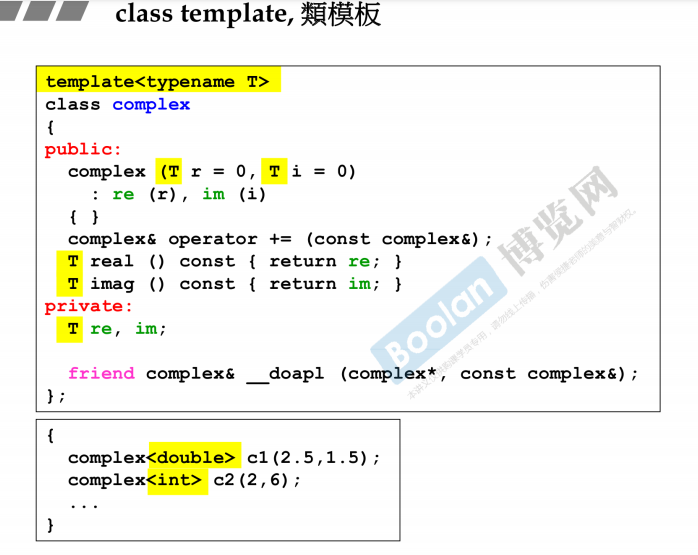 class template, 類模板
template<typename T>
class complex
{
public:
complex (T r = 0, T i = 0)
: re (r), im (i)
{ }
complex& operator += (const complex&);
T real () const { return re; }
T imag () const { return im; }
private:
T re, im;
friend complex& __doapl (complex*, const complex&);
};
{
complex<double> c1(2.5,1.5);
complex<int> c2(2,6);
...
}
Boolan 博览网